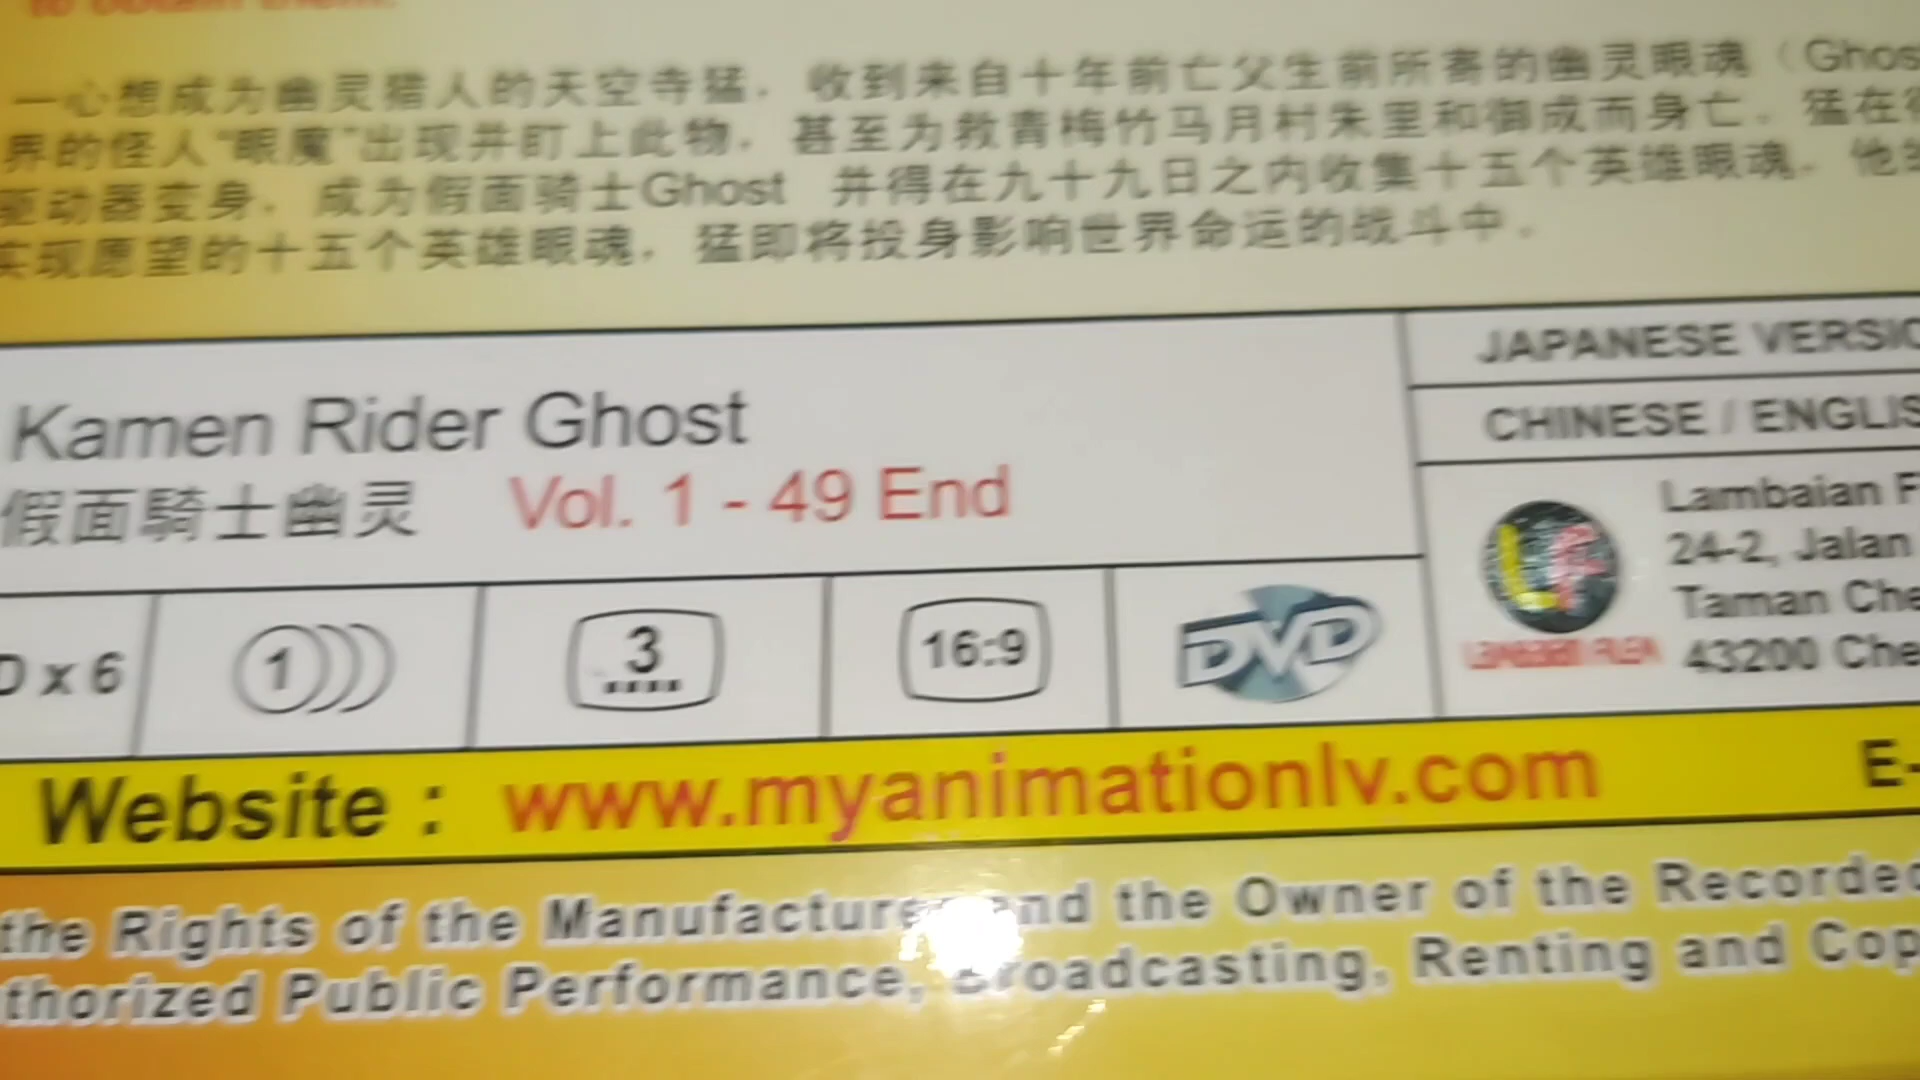 to obtain them.
一心想成为幽灵猎人的天空寺猛，收到来自十年前亡父生前所寄的幽灵眼魂（Ghos
界的怪人“眼魔”出现并盯上此物，甚至为救青梅竹马月村朱里和御成而身亡。猛在
驱动器变身，成为假面骑士Ghost 并得在九十九日之内收集十五个英雄眼魂。他
实现愿望的十五个英雄眼魂，猛即将投身影响世界命运的战斗中。
JAPANESE VERSIO
Kamen Rider Ghost
CHINESE / ENGLIS
假面騎士幽灵 Vol. 1 - 49 End
Lambaian F
24-2, Jalan
Taman Che
43200 Che
LAMBAIAN FILEM
D x 6
1
3
16:9
DVD
Website : www.myanimationlv.com E-
the Rights of the Manufacturer and the Owner of the Recorded
thorized Public Performance, Broadcasting, Renting and Cop